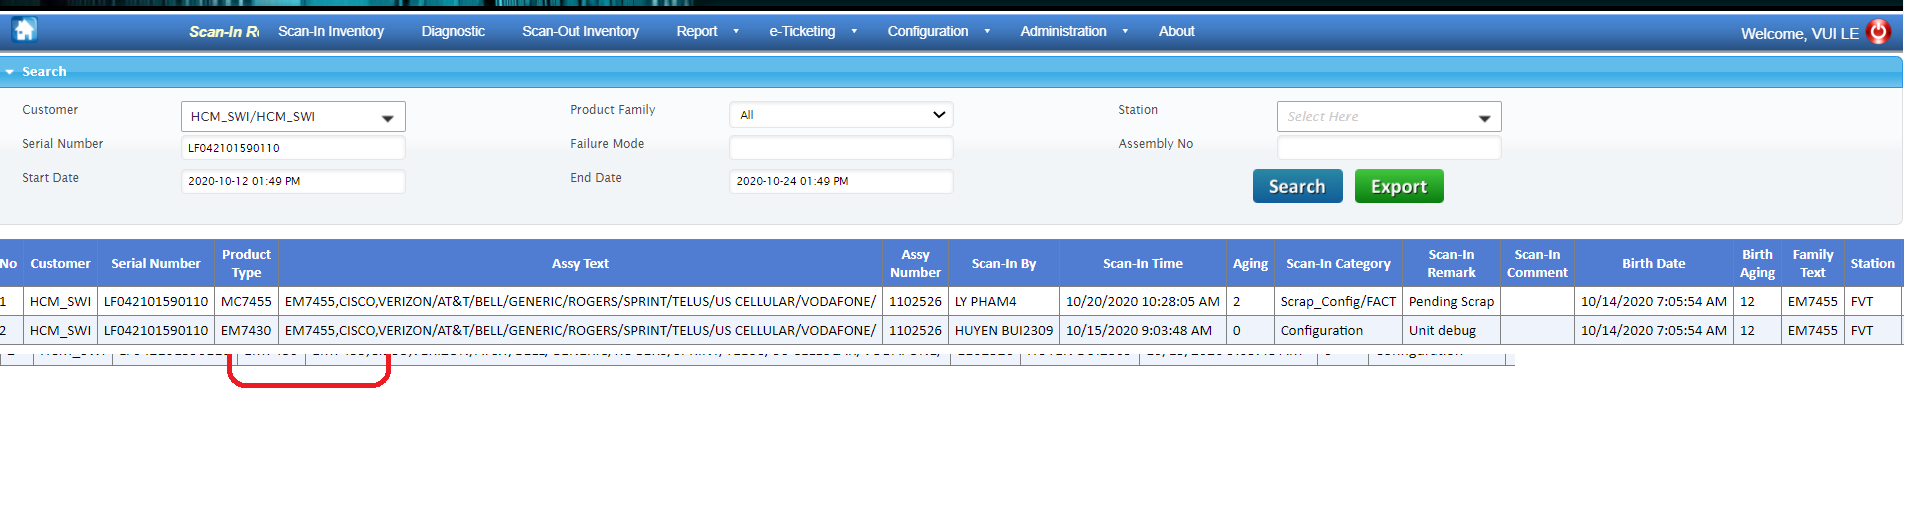 Scan-In Re Scan-In Inventory Diagnostic Scan-Out Inventory Report e-Ticketing Configuration Administration About Welcome, VUI LE
Search
Customer HCM_SWI/HCM_SWI Product Family All Station Select Here
Serial Number LF042101590110 Failure Mode Assembly No
Start Date 2020-10-12 01:49 PM End Date 2020-10-24 01:49 PM Search Export
No Customer Serial Number Product Type Assy Text Assy Number Scan-In By Scan-In Time Aging Scan-In Category Scan-In Remark Scan-In Comment Birth Date Birth Aging Family Text Station
1 HCM_SWI LF042101590110 MC7455 EM7455,CISCO,VERIZON/AT&T/BELL/GENERIC/ROGERS/SPRINT/TELUS/US CELLULAR/VODAFONE/ 1102526 LY PHAM4 10/20/2020 10:28:05 AM 2 Scrap_Config/FACT Pending Scrap 10/14/2020 7:05:54 AM 12 EM7455 FVT
2 HCM_SWI LF042101590110 EM7430 EM7455,CISCO,VERIZON/AT&T/BELL/GENERIC/ROGERS/SPRINT/TELUS/US CELLULAR/VODAFONE/ 1102526 HUYEN BUI2309 10/15/2020 9:03:48 AM 0 Configuration Unit debug 10/14/2020 7:05:54 AM 12 EM7455 FVT